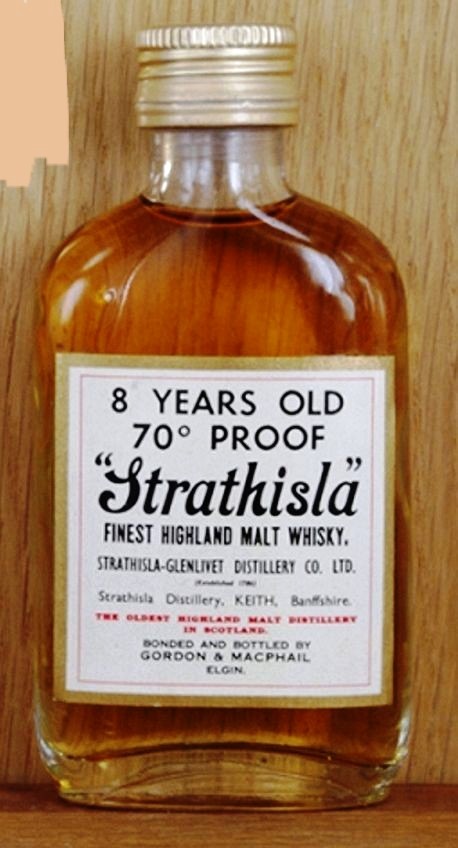 8 YEARS OLD
70° PROOF
"Strathisla"
FINEST HIGHLAND MALT WHISKY.
STRATHISLA-GLENLIVET DISTILLERY CO. LTD.
(Established 1786)
Strathisla Distillery, KEITH, Banffshire.
THE OLDEST HIGHLAND MALT DISTILLERY
IN SCOTLAND.
BONDED AND BOTTLED BY
GORDON & MACPHAIL
ELGIN.